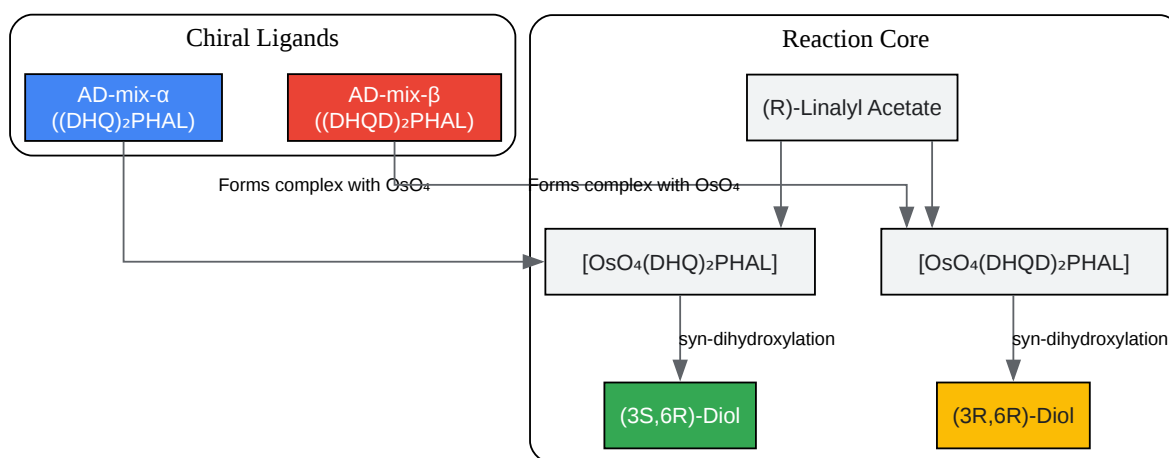 Chiral Ligands
AD-mix-α
((DHQ)₂PHAL)
AD-mix-β
((DHQD)₂PHAL)
Reaction Core
(R)-Linalyl Acetate
Forms complex with OsO₄
Forms complex with OsO₄
[OsO₄(DHQ)₂PHAL]
[OsO₄(DHQD)₂PHAL]
syn-dihydroxylation
syn-dihydroxylation
(3S,6R)-Diol
(3R,6R)-Diol